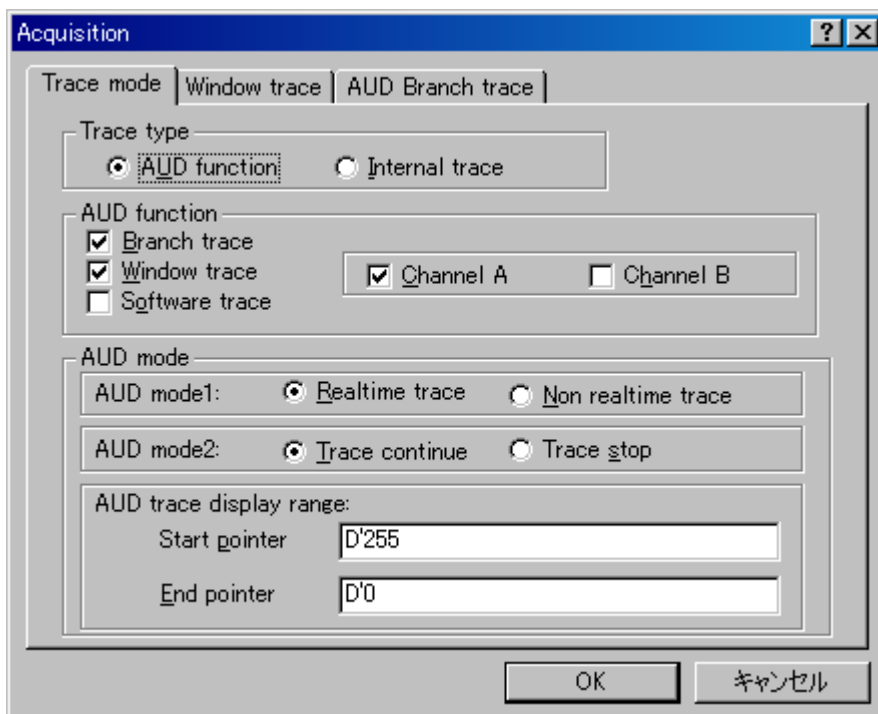 Acquisition
Trace mode Window trace AUD Branch trace
Trace type
AUD function Internal trace
AUD function
Branch trace
Window trace Channel A Channel B
Software trace
AUD mode
AUD mode1: Realtime trace Non realtime trace
AUD mode2: Trace continue Trace stop
AUD trace display range:
Start pointer D'255
End pointer D'0
OK キャンセル